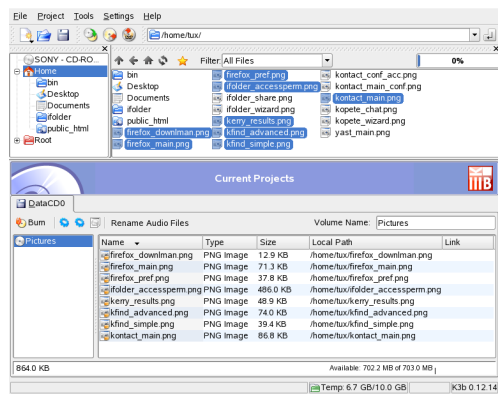 File Project Tools Settings Help
/home/tux/
SONY - CD-RO...
Home
bin
Desktop
Documents
ifolder
public_html
Root
Filter: All Files
0%
bin
Desktop
Documents
ifolder
public_html
firefox_downlman.png
firefox_main.png
firefox_pref.png
ifolder_accessperm.png
ifolder_share.png
ifolder_wizard.png
kerry_results.png
kfind_advanced.png
kfind_simple.png
kontact_conf_acc.png
kontact_main_conf.png
kontact_main.png
kopete_chat.png
kopete_wizard.png
yast_main.png
Current Projects
DataCD0
Burn Rename Audio Files Volume Name: Pictures
Pictures
Name Type Size Local Path Link
firefox_downlman.png PNG Image 12.9 KB /home/tux/firefox_downlman.png
firefox_main.png PNG Image 71.3 KB /home/tux/firefox_main.png
firefox_pref.png PNG Image 37.8 KB /home/tux/firefox_pref.png
ifolder_accessperm.png PNG Image 486.0 KB /home/tux/ifolder_accessperm.png
kerry_results.png PNG Image 48.9 KB /home/tux/kerry_results.png
kfind_advanced.png PNG Image 74.0 KB /home/tux/kfind_advanced.png
kfind_simple.png PNG Image 39.4 KB /home/tux/kfind_simple.png
kontact_main.png PNG Image 86.8 KB /home/tux/kontact_main.png
864.0 KB Available: 702.2 MB of 703.0 MB
Temp: 6.7 GB/10.0 GB K3b 0.12.14